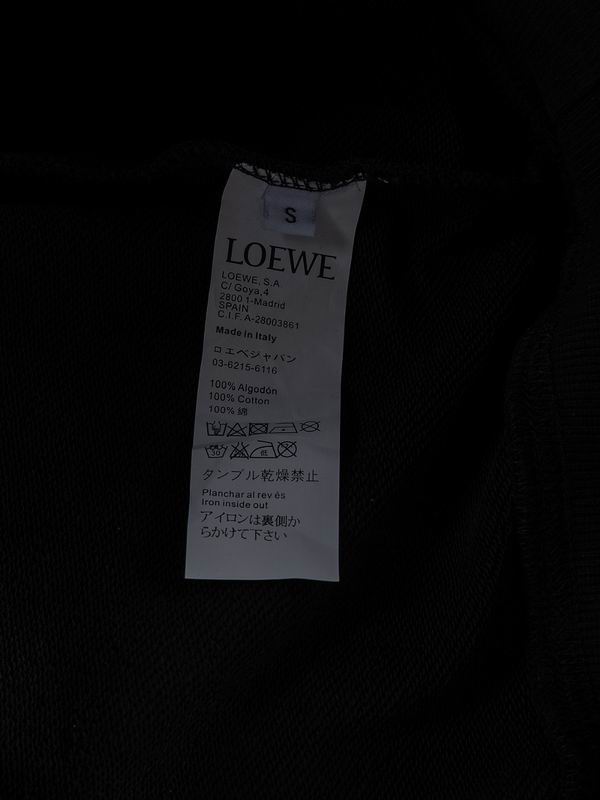 S
LOEWE
LOEWE, S.A.
C/ Goya,4
2800 1-Madrid
SPAIN
C.I.F. A-28003861
Made in Italy
ロエベジャパン
03-6215-6116
100% Algodón
100% Cotton
100% 綿
30 低
タンブル乾燥禁止
Planchar al rev és
Iron inside out
アイロンは裏側か
らかけて下さい